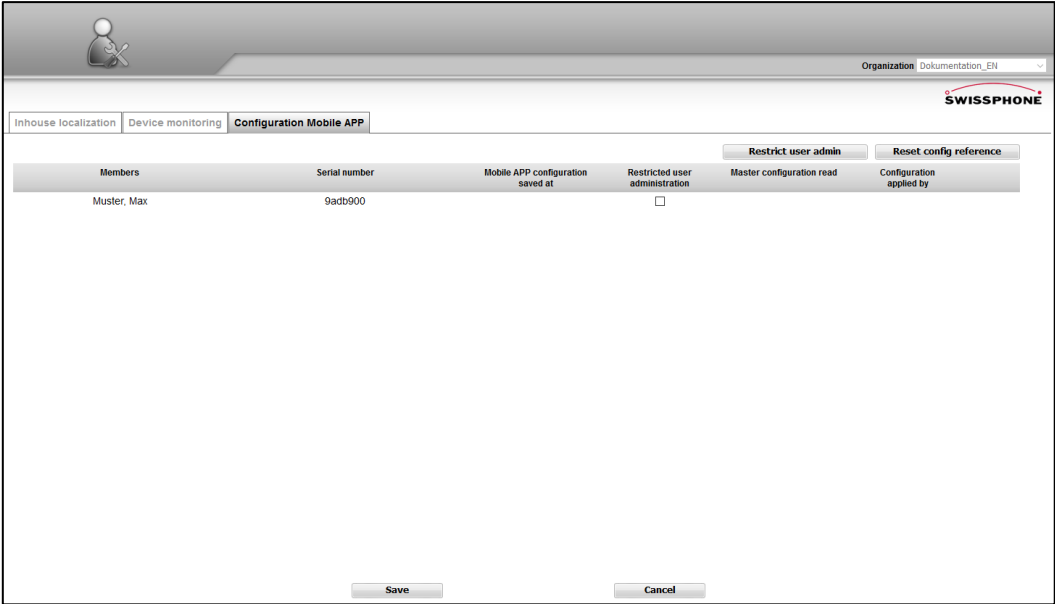 Organization Dokumentation_EN
SWISSPHONE
Inhouse localization Device monitoring Configuration Mobile APP
Restrict user admin Reset config reference
Members Serial number Mobile APP configuration saved at Restricted user administration Master configuration read Configuration applied by
Muster, Max 9adb900
Save Cancel